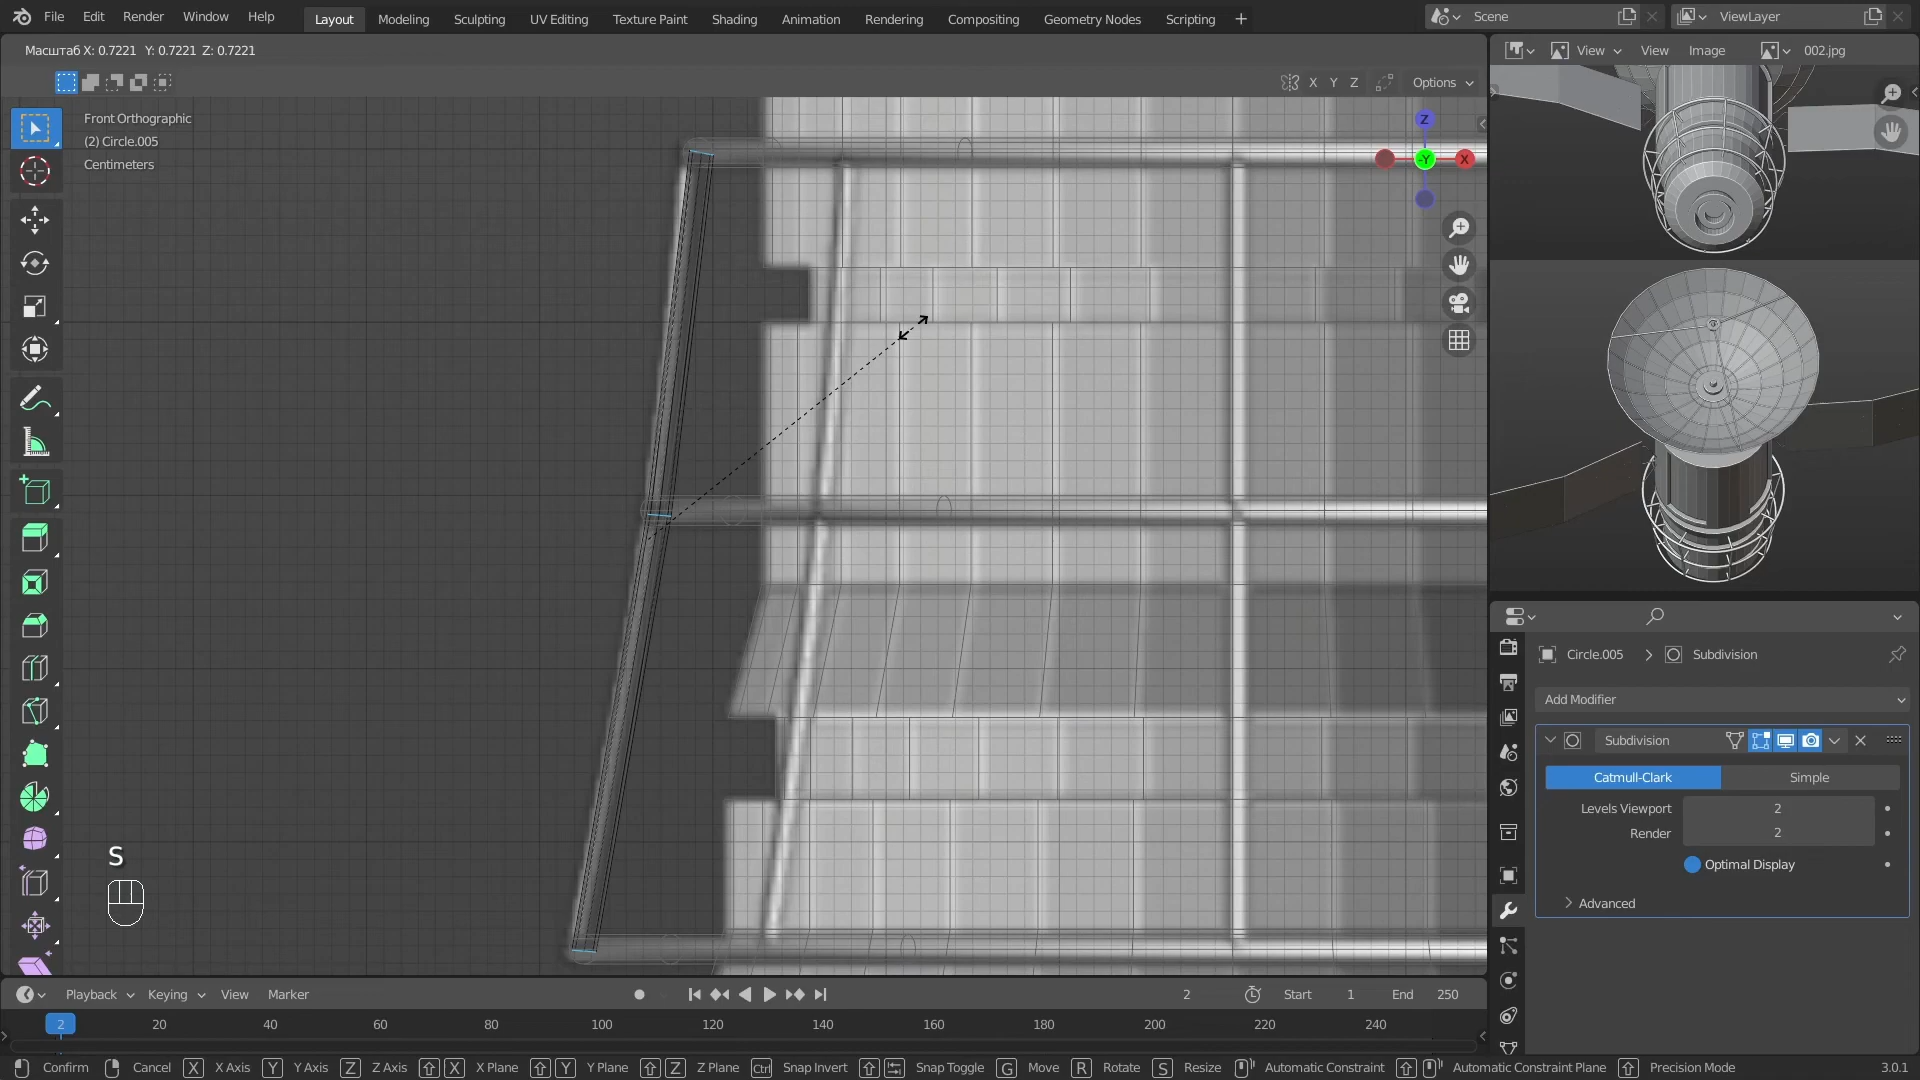 File Edit Render Window Help Layout Modeling Sculpting UV Editing Texture Paint Shading Animation Rendering Compositing Geometry Nodes Scripting + Scene ViewLayer
Масштаб X: 0.7221 Y: 0.7221 Z: 0.7221
View View Image 002.jpg
X Y Z Options
Front Orthographic
(2) Circle.005
Centimeters
Z
-Y X
Circle.005 > Subdivision
Add Modifier
Subdivision
Catmull-Clark Simple
Levels Viewport 2
Render 2
Optimal Display
Advanced
S
Playback Keying View Marker 2 Start 1 End 250
2 20 40 60 80 100 120 140 160 180 200 220 240
Confirm Cancel X X Axis Y Y Axis Z Z Axis X X Plane Y Y Plane Z Z Plane Ctrl Snap Invert Snap Toggle G Move R Rotate S Resize Automatic Constraint Automatic Constraint Plane Precision Mode 3.0.1